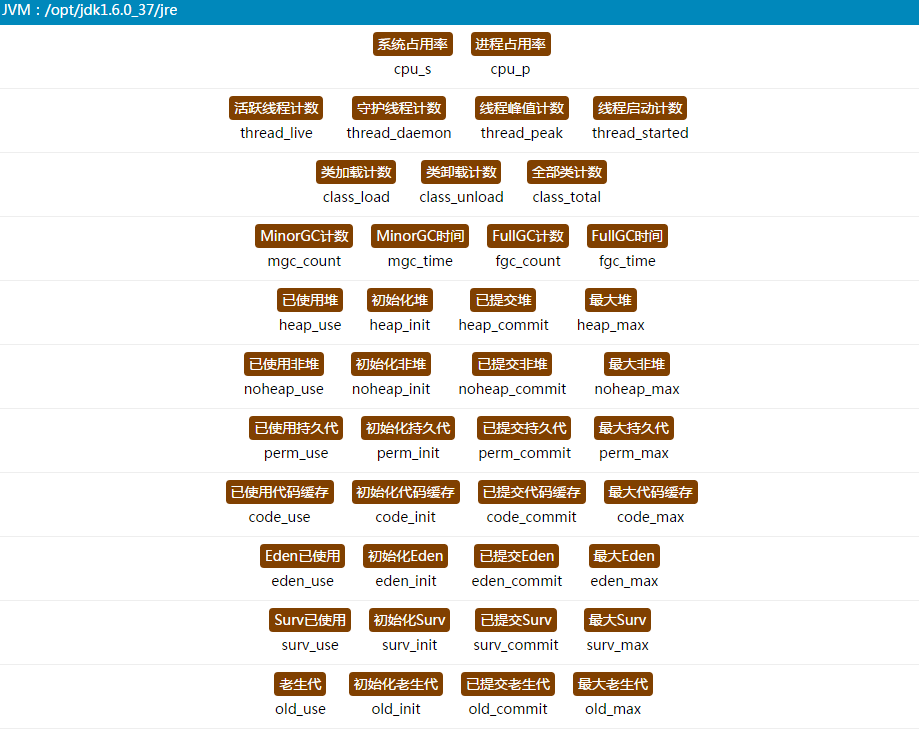 JVM：/opt/jdk1.6.0_37/jre
系统占用率 进程占用率
cpu_s cpu_p
活跃线程计数 守护线程计数 线程峰值计数 线程启动计数
thread_live thread_daemon thread_peak thread_started
类加载计数 类卸载计数 全部类计数
class_load class_unload class_total
MinorGC计数 MinorGC时间 FullGC计数 FullGC时间
mgc_count mgc_time fgc_count fgc_time
已使用堆 初始化堆 已提交堆 最大堆
heap_use heap_init heap_commit heap_max
已使用非堆 初始化非堆 已提交非堆 最大非堆
noheap_use noheap_init noheap_commit noheap_max
已使用持久代 初始化持久代 已提交持久代 最大持久代
perm_use perm_init perm_commit perm_max
已使用代码缓存 初始化代码缓存 已提交代码缓存 最大代码缓存
code_use code_init code_commit code_max
Eden已使用 初始化Eden 已提交Eden 最大Eden
eden_use eden_init eden_commit eden_max
Surv已使用 初始化Surv 已提交Surv 最大Surv
surv_use surv_init surv_commit surv_max
老生代 初始化老生代 已提交老生代 最大老生代
old_use old_init old_commit old_max